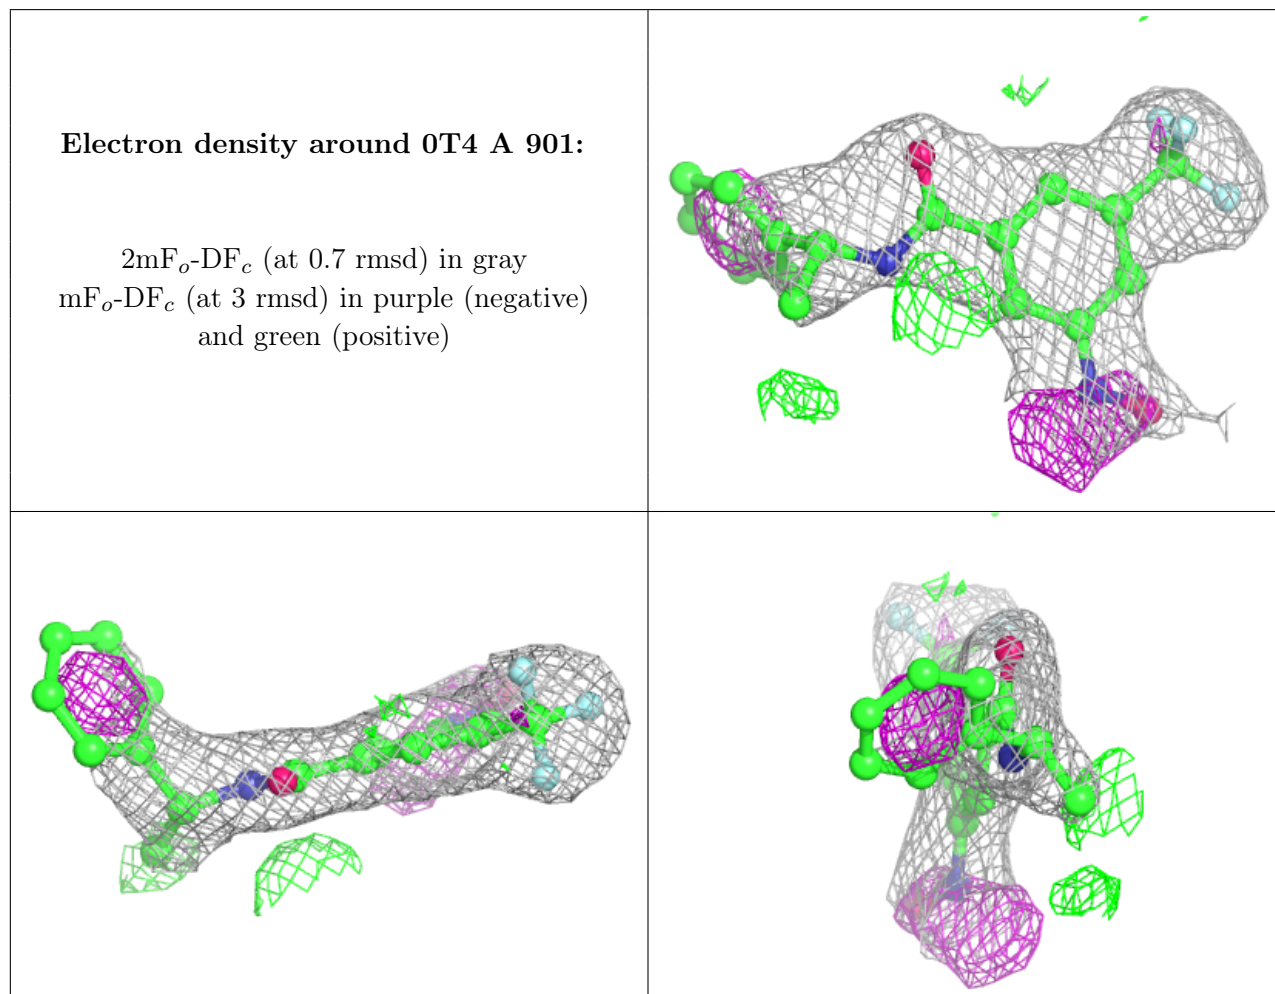 Electron density around 0T4 A 901:
2mFo-DFc (at 0.7 rmsd) in gray
mFo-DFc (at 3 rmsd) in purple (negative)
and green (positive)